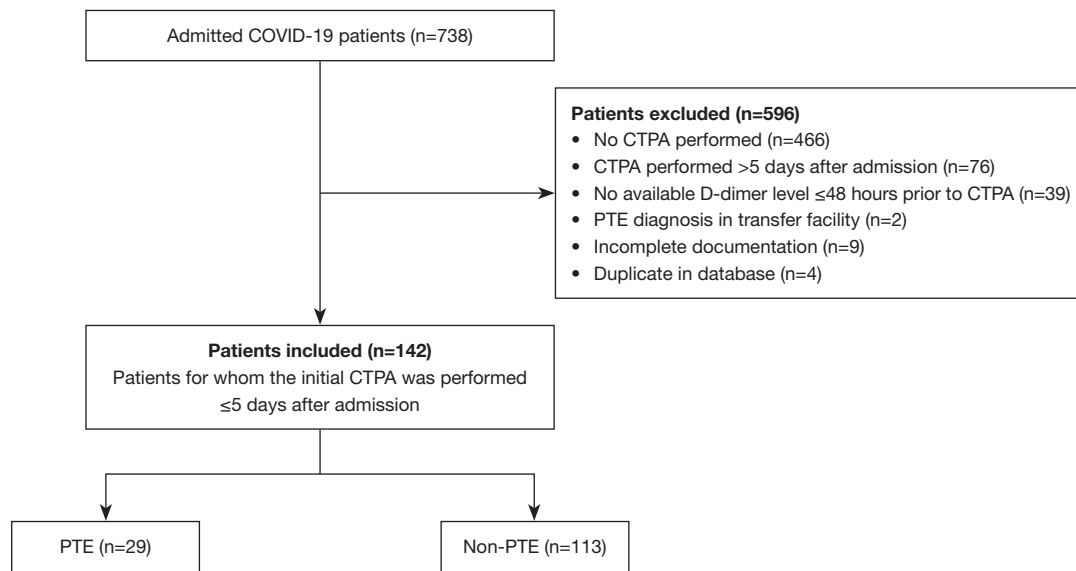 Admitted COVID-19 patients (n=738)
Patients excluded (n=596)
• No CTPA performed (n=466)
• CTPA performed >5 days after admission (n=76)
• No available D-dimer level ≤48 hours prior to CTPA (n=39)
• PTE diagnosis in transfer facility (n=2)
• Incomplete documentation (n=9)
• Duplicate in database (n=4)
Patients included (n=142)
Patients for whom the initial CTPA was performed
≤5 days after admission
PTE (n=29)
Non-PTE (n=113)